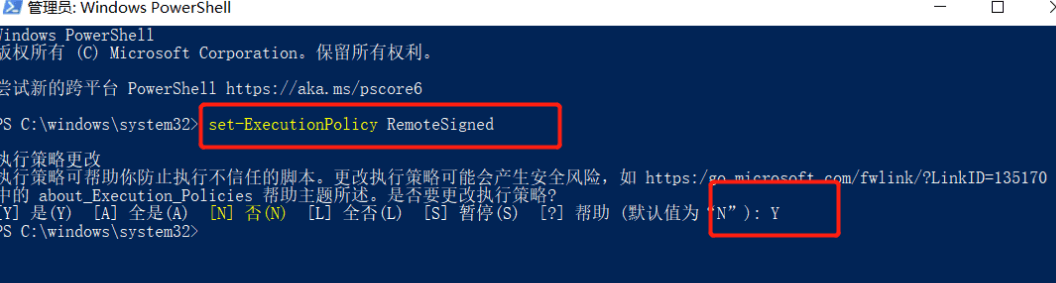 管理员: Windows PowerShell
Windows PowerShell
版权所有 (C) Microsoft Corporation。保留所有权利。
尝试新的跨平台 PowerShell https://aka.ms/pscore6
PS C:\windows\system32> set-ExecutionPolicy RemoteSigned
执行策略更改
执行策略可帮助你防止执行不信任的脚本。更改执行策略可能会产生安全风险，如 https:/go.microsoft.com/fwlink/?LinkID=135170
中的 about_Execution_Policies 帮助主题所述。是否要更改执行策略?
[Y] 是(Y)  [A] 全是(A)  [N] 否(N)  [L] 全否(L)  [S] 暂停(S)  [?] 帮助 (默认值为“N”): Y
PS C:\windows\system32>